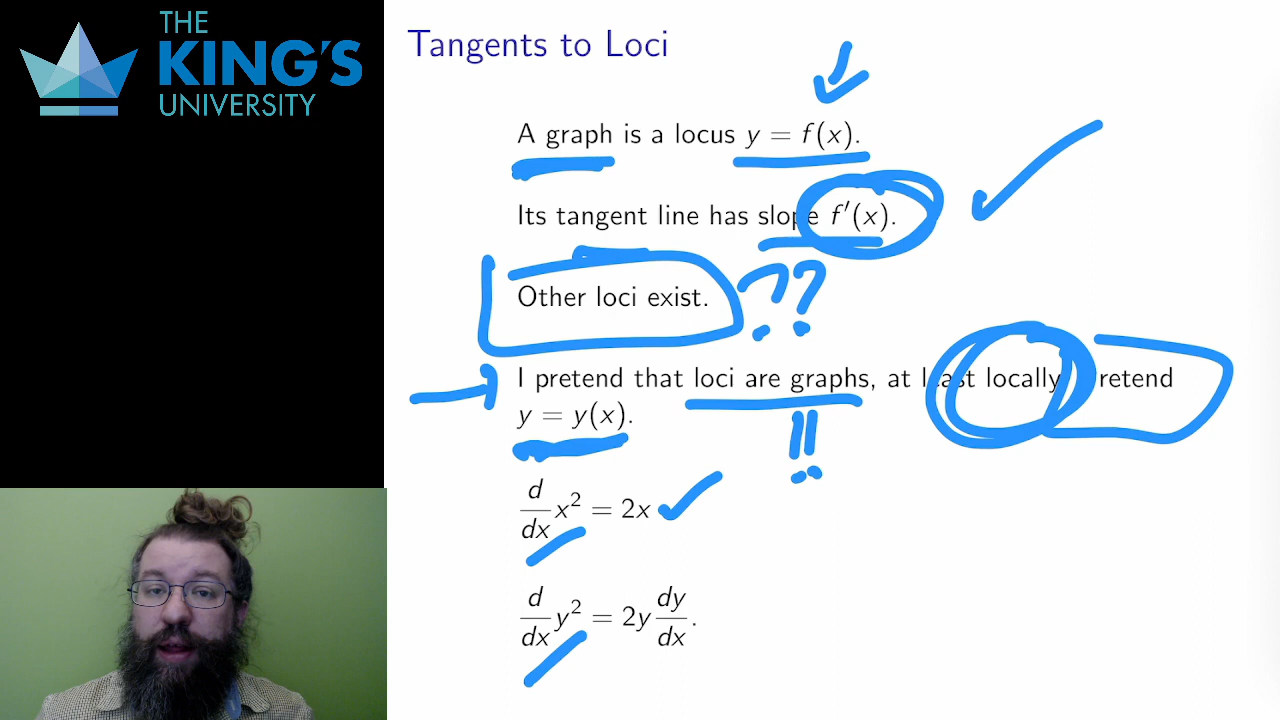 THE
KING'S
UNIVERSITY
Tangents to Loci
A graph is a locus y = f(x).
Its tangent line has slope f′(x).
Other loci exist. ??
I pretend that loci are graphs, at least locally. Pretend
y = y(x). !!
d/dx x² = 2x
d/dx y² = 2y dy/dx.